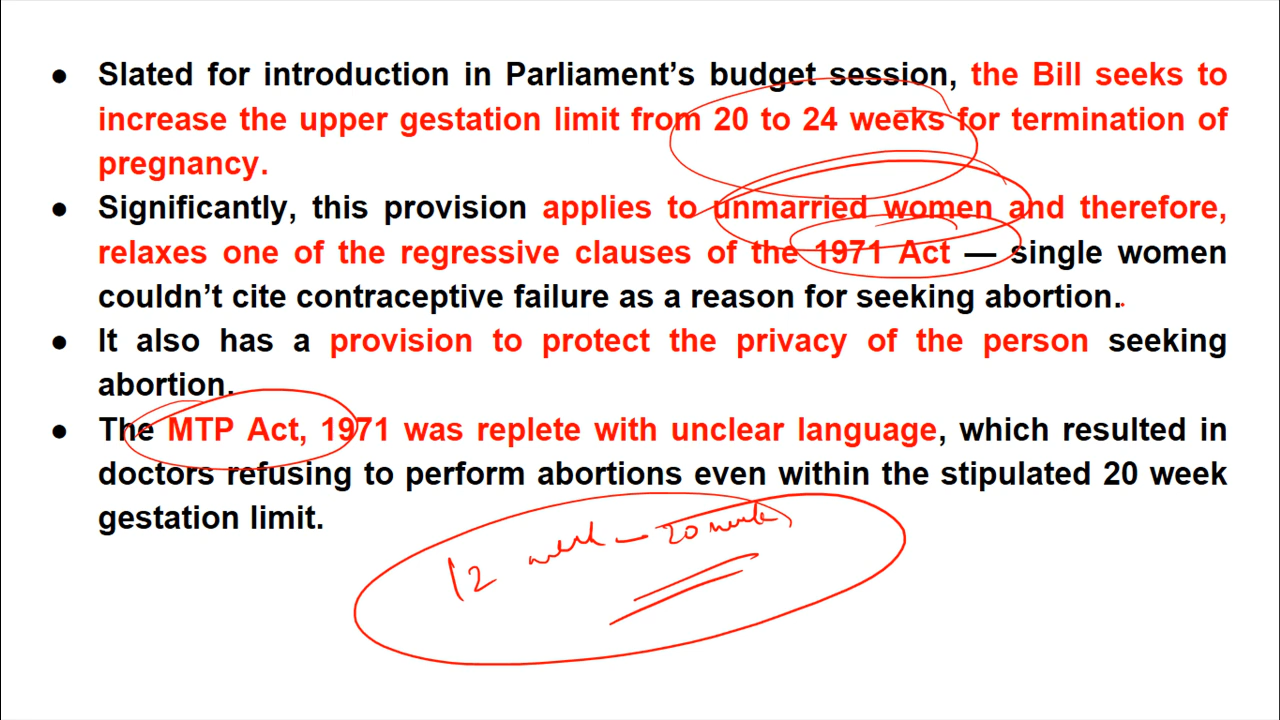 ● Slated for introduction in Parliament’s budget session, the Bill seeks to
increase the upper gestation limit from 20 to 24 weeks for termination of
pregnancy.
● Significantly, this provision applies to unmarried women and therefore,
relaxes one of the regressive clauses of the 1971 Act — single women
couldn’t cite contraceptive failure as a reason for seeking abortion.
● It also has a provision to protect the privacy of the person seeking
abortion.
● The MTP Act, 1971 was replete with unclear language, which resulted in
doctors refusing to perform abortions even within the stipulated 20 week
gestation limit.
12 week — 20 weeks